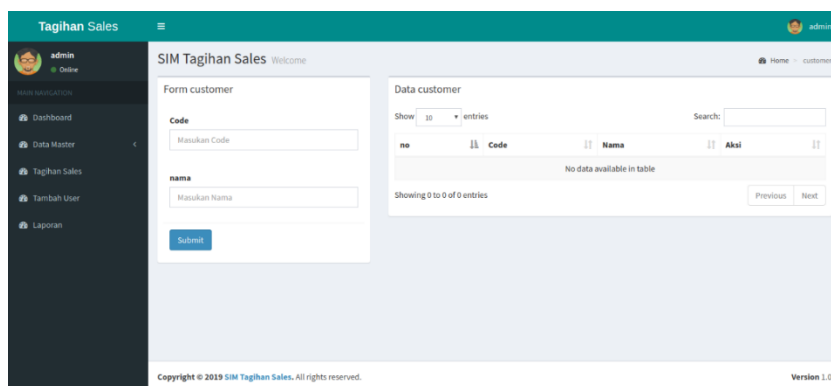 Tagihan Sales
admin
admin
Online
SIM Tagihan Sales Welcome
Home > customer
MAIN NAVIGATION
Dashboard
Data Master
Tagihan Sales
Tambah User
Laporan
Form customer
Code
Masukan Code
nama
Masukan Nama
Submit
Data customer
Show 10 entries
Search:
no Code Nama Aksi
No data available in table
Showing 0 to 0 of 0 entries
Previous Next
Copyright © 2019 SIM Tagihan Sales. All rights reserved.
Version 1.0